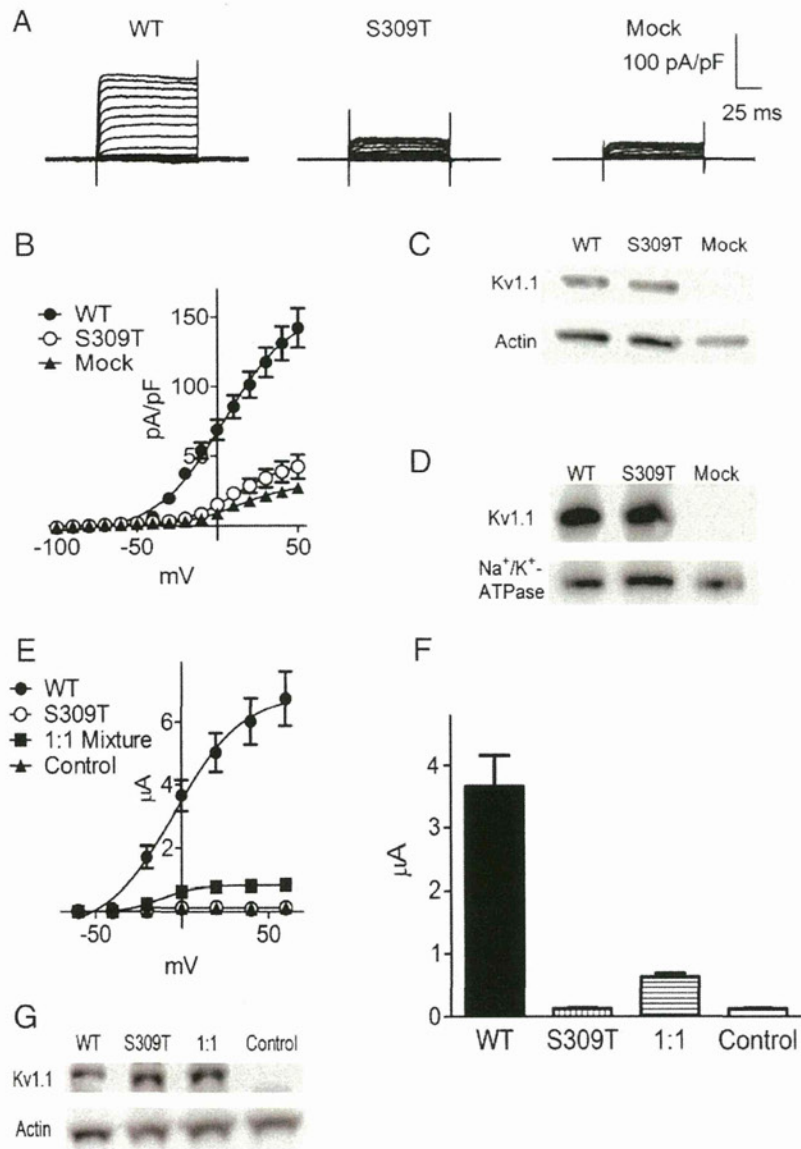 A
WT
S309T
Mock
100 pA/pF
25 ms
B
WT
S309T
Mock
pA/pF
150
100
50
-100
-50
50
mV
C
WT
S309T
Mock
Kv1.1
Actin
D
WT
S309T
Mock
Kv1.1
Na⁺/K⁺-
ATPase
E
WT
S309T
1:1 Mixture
Control
μA
6
4
2
-50
50
mV
F
μA
4
3
2
1
0
WT
S309T
1:1
Control
G
WT
S309T
1:1
Control
Kv1.1
Actin